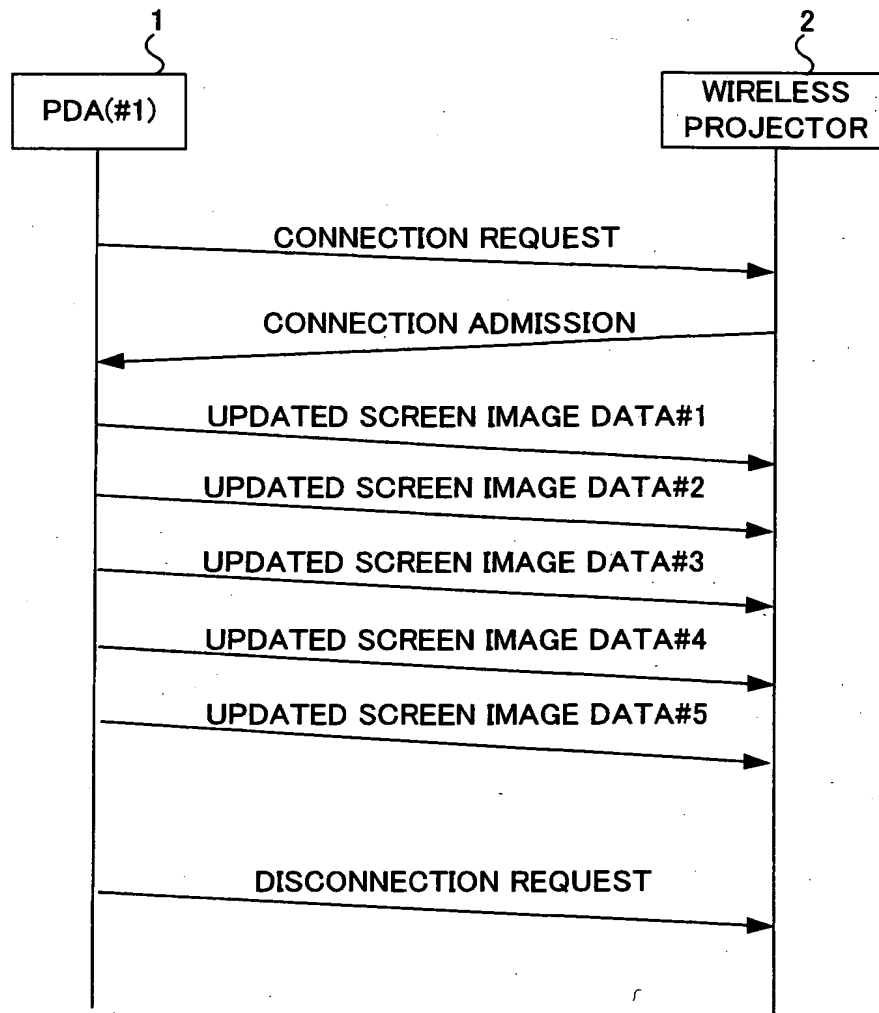 1
2
PDA(#1)
WIRELESS
PROJECTOR
CONNECTION REQUEST
CONNECTION ADMISSION
UPDATED SCREEN IMAGE DATA#1
UPDATED SCREEN IMAGE DATA#2
UPDATED SCREEN IMAGE DATA#3
UPDATED SCREEN IMAGE DATA#4
UPDATED SCREEN IMAGE DATA#5
DISCONNECTION REQUEST